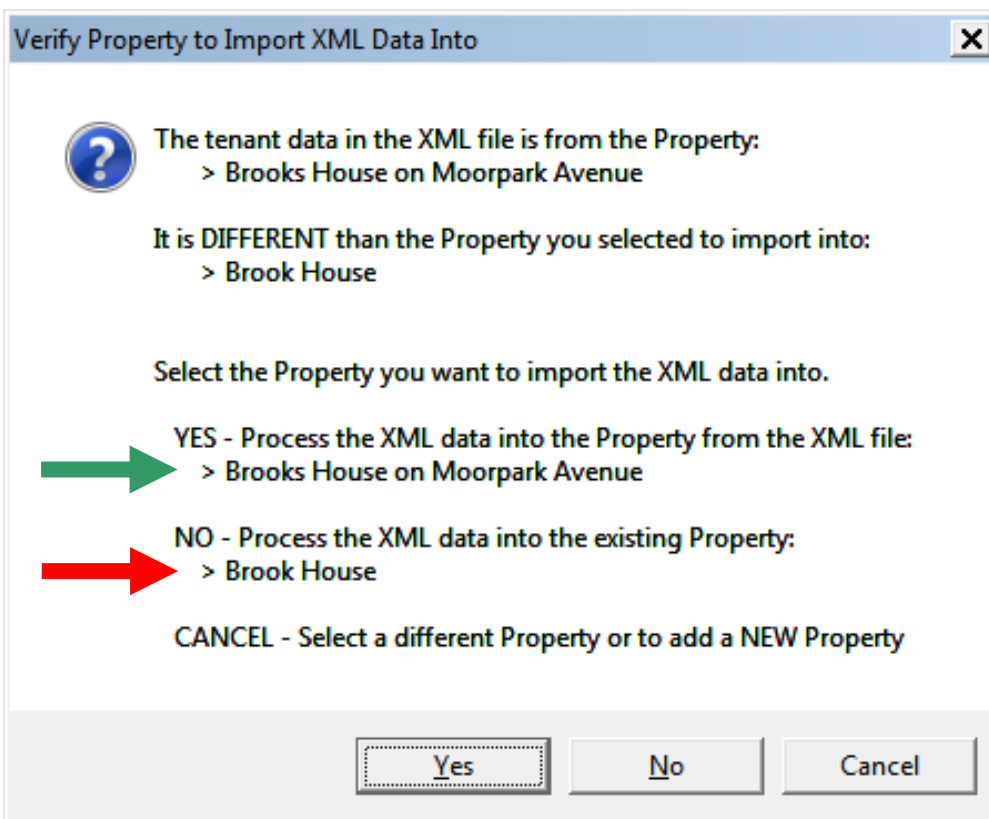 Verify Property to Import XML Data Into
The tenant data in the XML file is from the Property:
> Brooks House on Moorpark Avenue
It is DIFFERENT than the Property you selected to import into:
> Brook House
Select the Property you want to import the XML data into.
YES - Process the XML data into the Property from the XML file:
> Brooks House on Moorpark Avenue
NO - Process the XML data into the existing Property:
> Brook House
CANCEL - Select a different Property or to add a NEW Property
Yes No Cancel